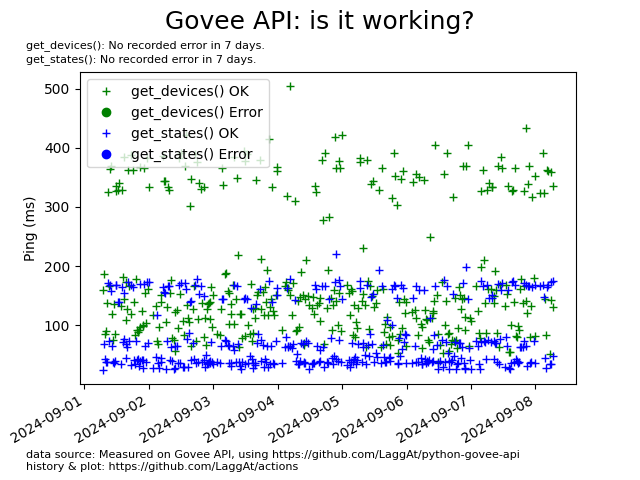 Govee API: is it working?
get_devices(): No recorded error in 7 days.
get_states(): No recorded error in 7 days.
get_devices() OK
get_devices() Error
get_states() OK
get_states() Error
Ping (ms)
500
400
300
200
100
2024-09-01
2024-09-02
2024-09-03
2024-09-04
2024-09-05
2024-09-06
2024-09-07
2024-09-08
data source: Measured on Govee API, using https://github.com/LaggAt/python-govee-api
history & plot: https://github.com/LaggAt/actions